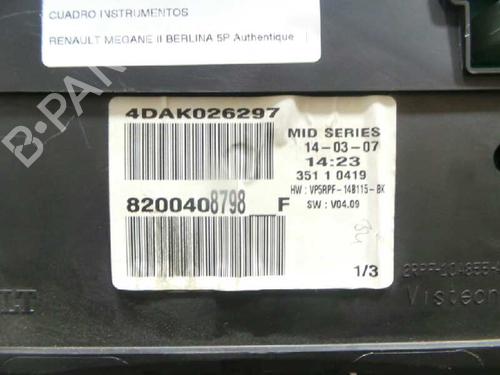 CUADRO INSTRUMENTOS
RENAULT MEGANE II BERLINA 5P Authentique
B-PARTS
4DAK026297
MID SERIES
14-03-07
14:23
351 1 0419
HW : VP5RPF-14B115-BK
SW : V04.09
8200408798 F
1/3
Visteon